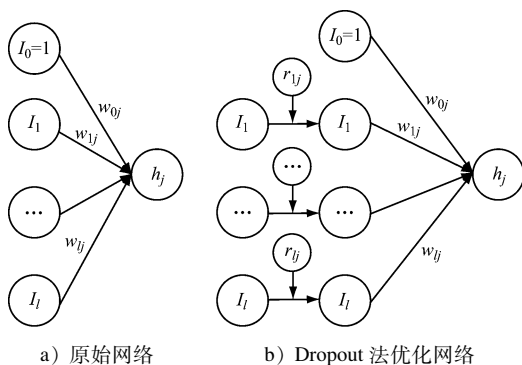 I₀=1
w₀ⱼ
I₁
w₁ⱼ
hⱼ
...
wₗⱼ
Iₗ
a）原始网络
I₀=1
r₁ⱼ
w₀ⱼ
I₁
I₁
w₁ⱼ
...
hⱼ
...
...
rₗⱼ
wₗⱼ
Iₗ
Iₗ
b）Dropout 法优化网络